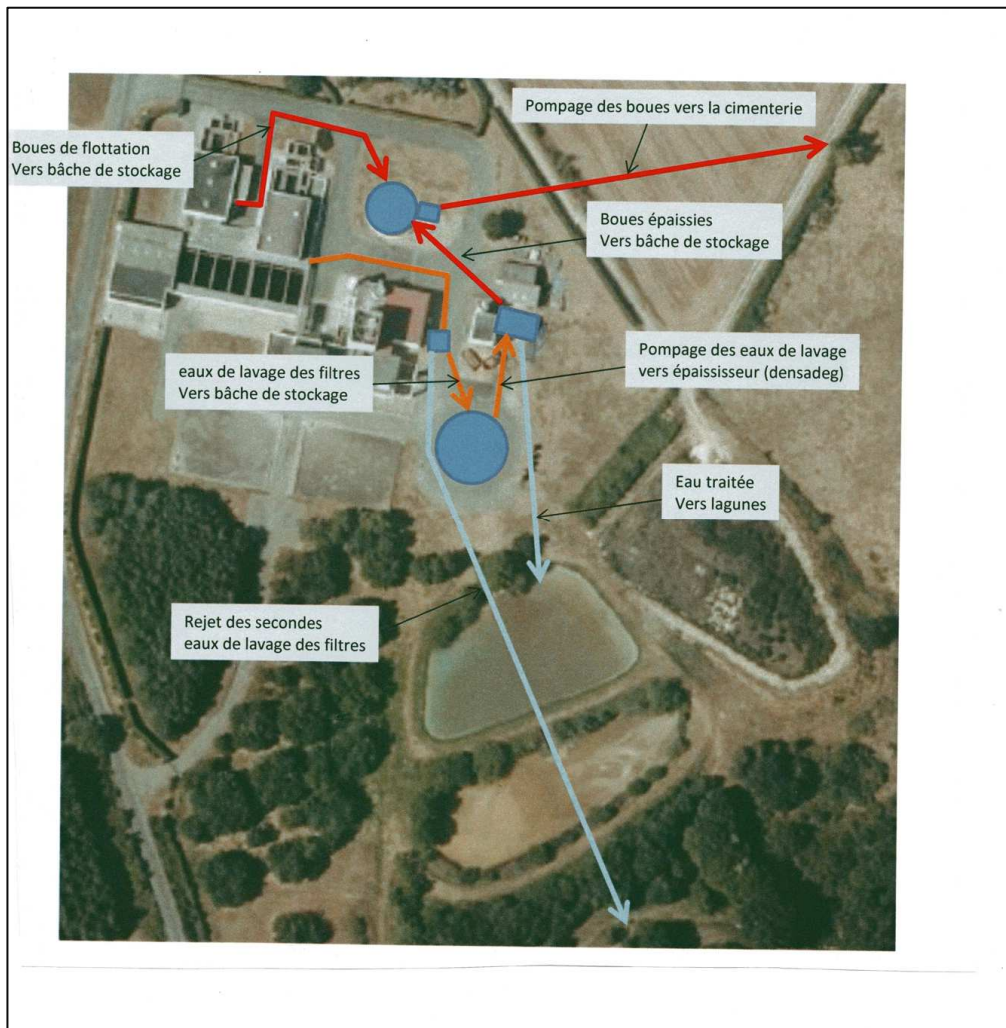 Pompage des boues vers la cimenterie
Boues de flottation
Vers bâche de stockage
Boues épaissies
Vers bâche de stockage
eaux de lavage des filtres
Vers bâche de stockage
Pompage des eaux de lavage
vers épaississeur (densadeg)
Eau traitée
Vers lagunes
Rejet des secondes
eaux de lavage des filtres